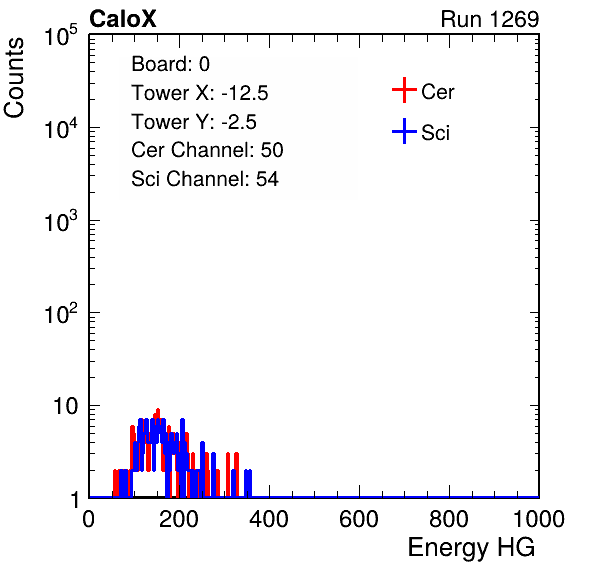 CaloX Run 1269
Counts
Board: 0
Tower X: -12.5
Tower Y: -2.5
Cer Channel: 50
Sci Channel: 54
Cer
Sci
10^5
10^4
10^3
10^2
10
1
0 200 400 600 800 1000
Energy HG